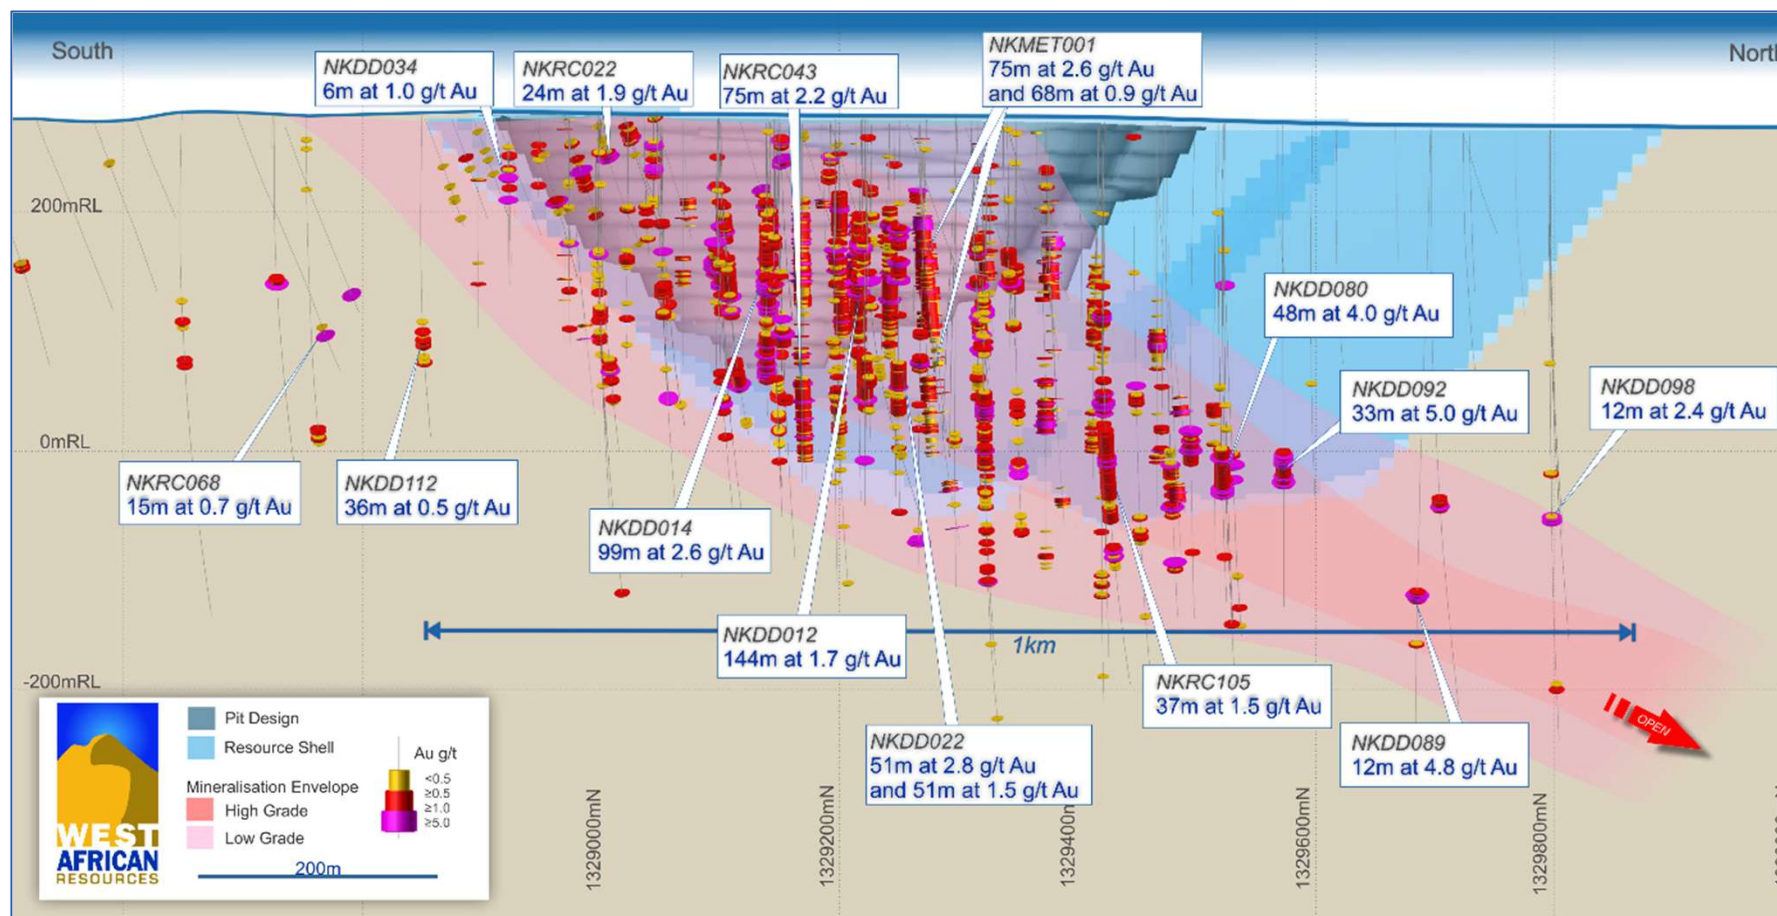 South
North
NKDD034
6m at 1.0 g/t Au
NKRC022
24m at 1.9 g/t Au
NKRC043
75m at 2.2 g/t Au
NKMET001
75m at 2.6 g/t Au
and 68m at 0.9 g/t Au
200mRL
NKDD080
48m at 4.0 g/t Au
NKDD092
33m at 5.0 g/t Au
NKDD098
12m at 2.4 g/t Au
0mRL
NKRC068
15m at 0.7 g/t Au
NKDD112
36m at 0.5 g/t Au
NKDD014
99m at 2.6 g/t Au
NKDD012
144m at 1.7 g/t Au
1km
-200mRL
NKRC105
37m at 1.5 g/t Au
NKDD022
51m at 2.8 g/t Au
and 51m at 1.5 g/t Au
NKDD089
12m at 4.8 g/t Au
OPEN
WEST
AFRICAN
RESOURCES
Pit Design
Resource Shell
Mineralisation Envelope
High Grade
Low Grade
Au g/t
<0.5
≥0.5
≥1.0
≥5.0
200m
1329000mN
1329200mN
1329400mN
1329600mN
1329800mN